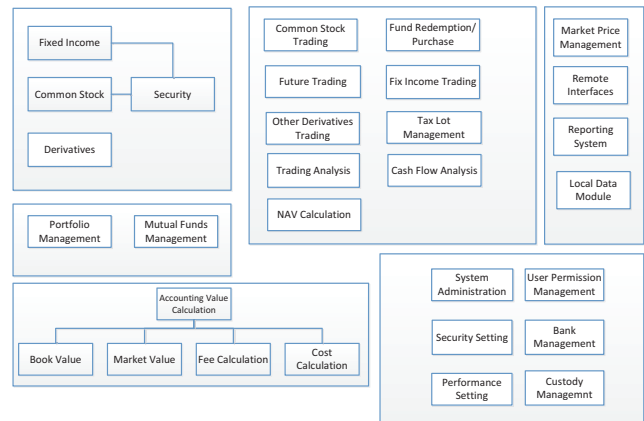 Fixed Income
Common Stock
Security
Derivatives
Common Stock
Trading
Fund Redemption/
Purchase
Future Trading
Fix Income Trading
Other Derivatives
Trading
Tax Lot
Management
Trading Analysis
Cash Flow Analysis
NAV Calculation
Market Price
Management
Remote
Interfaces
Reporting
System
Local Data
Module
Portfolio
Management
Mutual Funds
Management
Accounting Value
Calculation
Book Value
Market Value
Fee Calculation
Cost
Calculation
System
Administration
User Permission
Management
Security Setting
Bank
Management
Performance
Setting
Custody
Managemnt